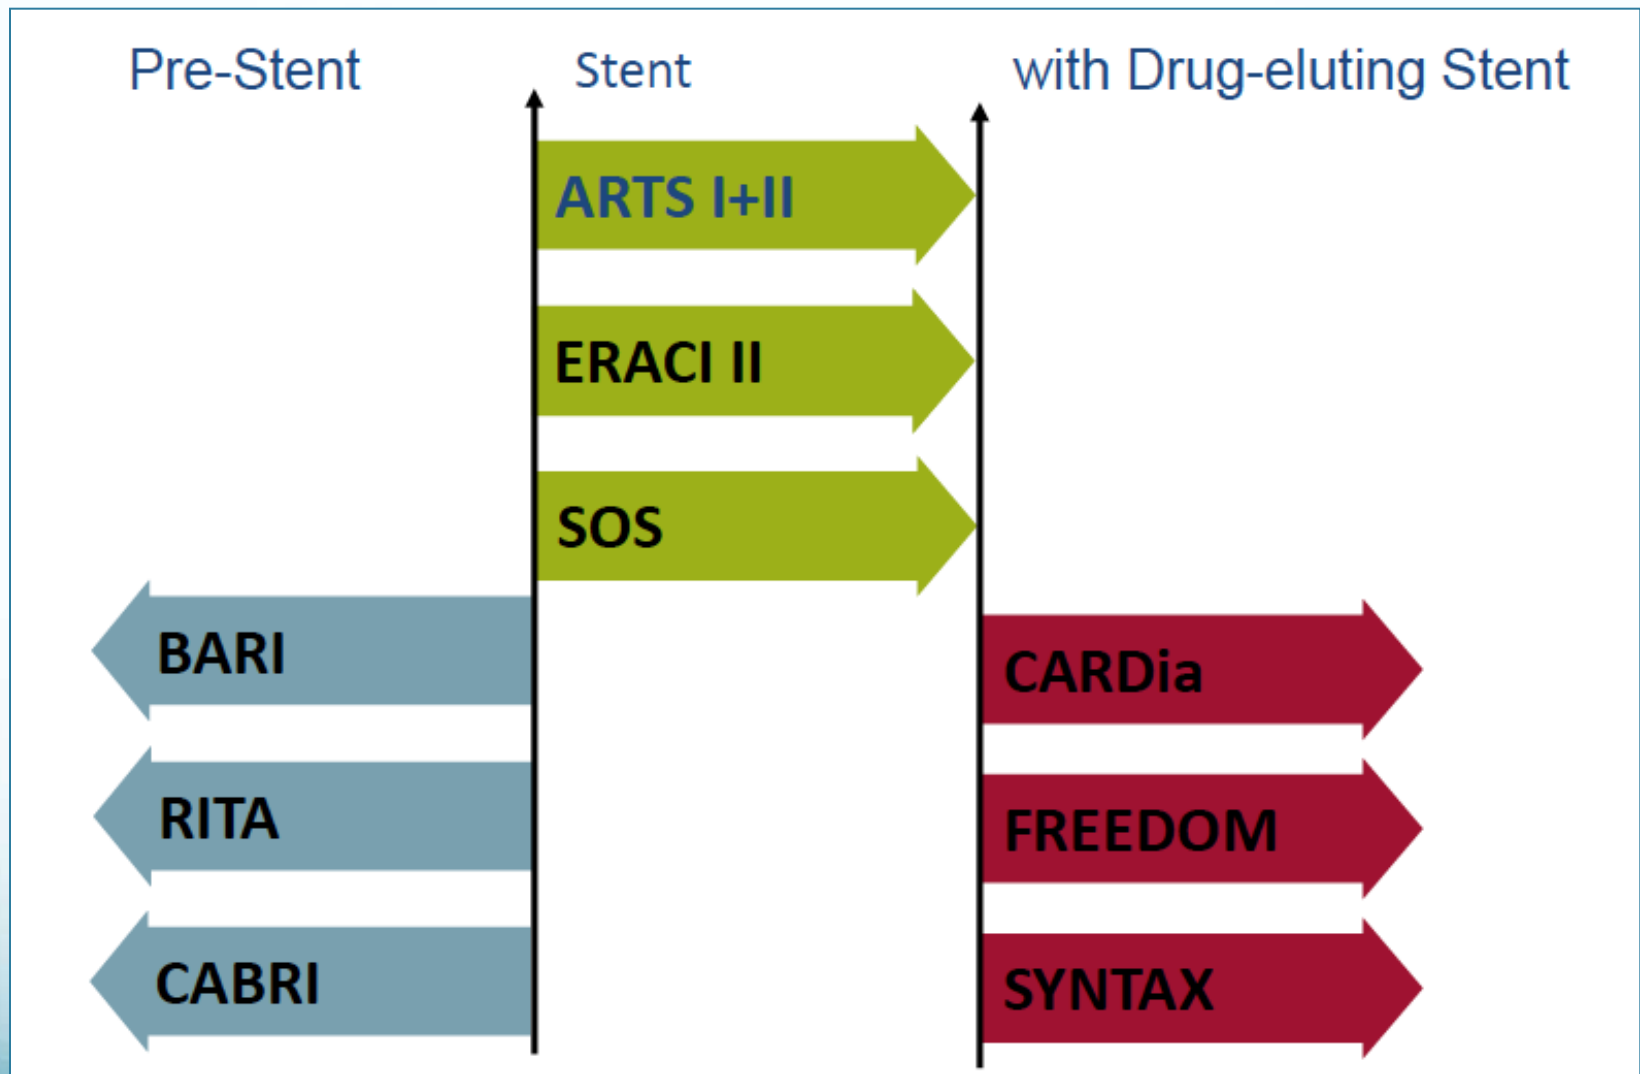 Pre-Stent
Stent
with Drug-eluting Stent
ARTS I+II
ERACI II
SOS
BARI
RITA
CABRI
CARDia
FREEDOM
SYNTAX